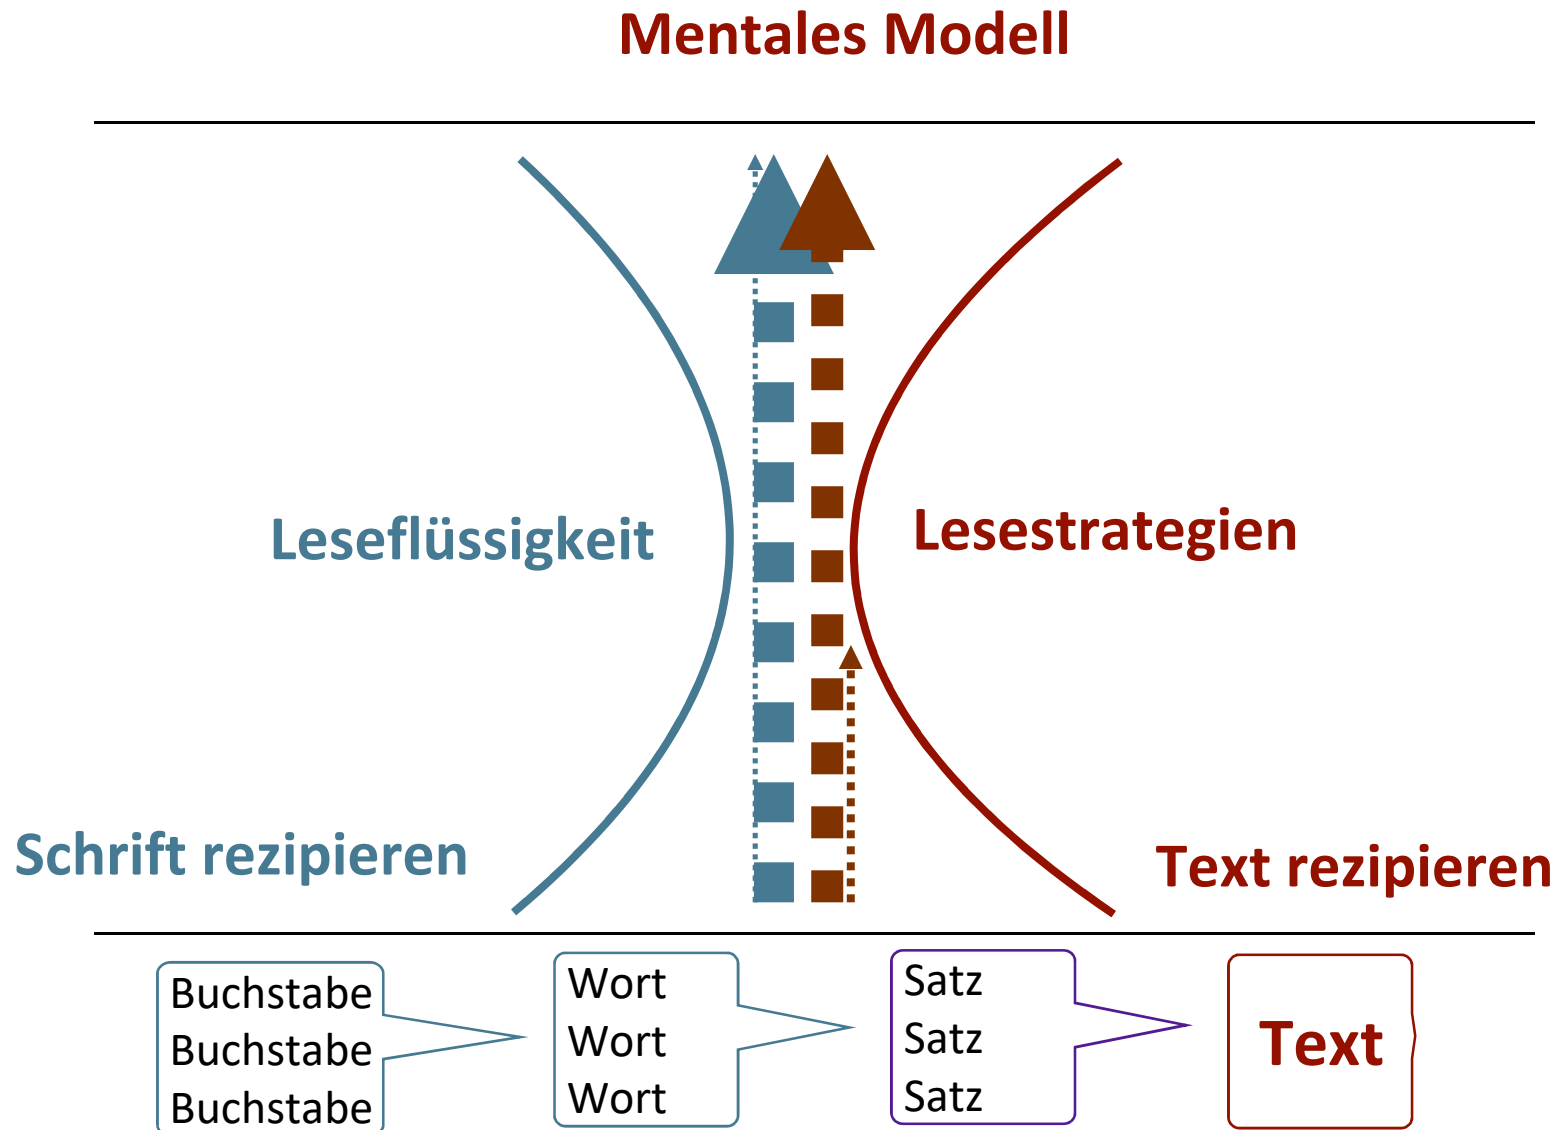 Mentales Modell
Leseflüssigkeit
Lesestrategien
Schrift rezipieren
Text rezipieren
Buchstabe
Buchstabe
Buchstabe
Wort
Wort
Wort
Satz
Satz
Satz
Text